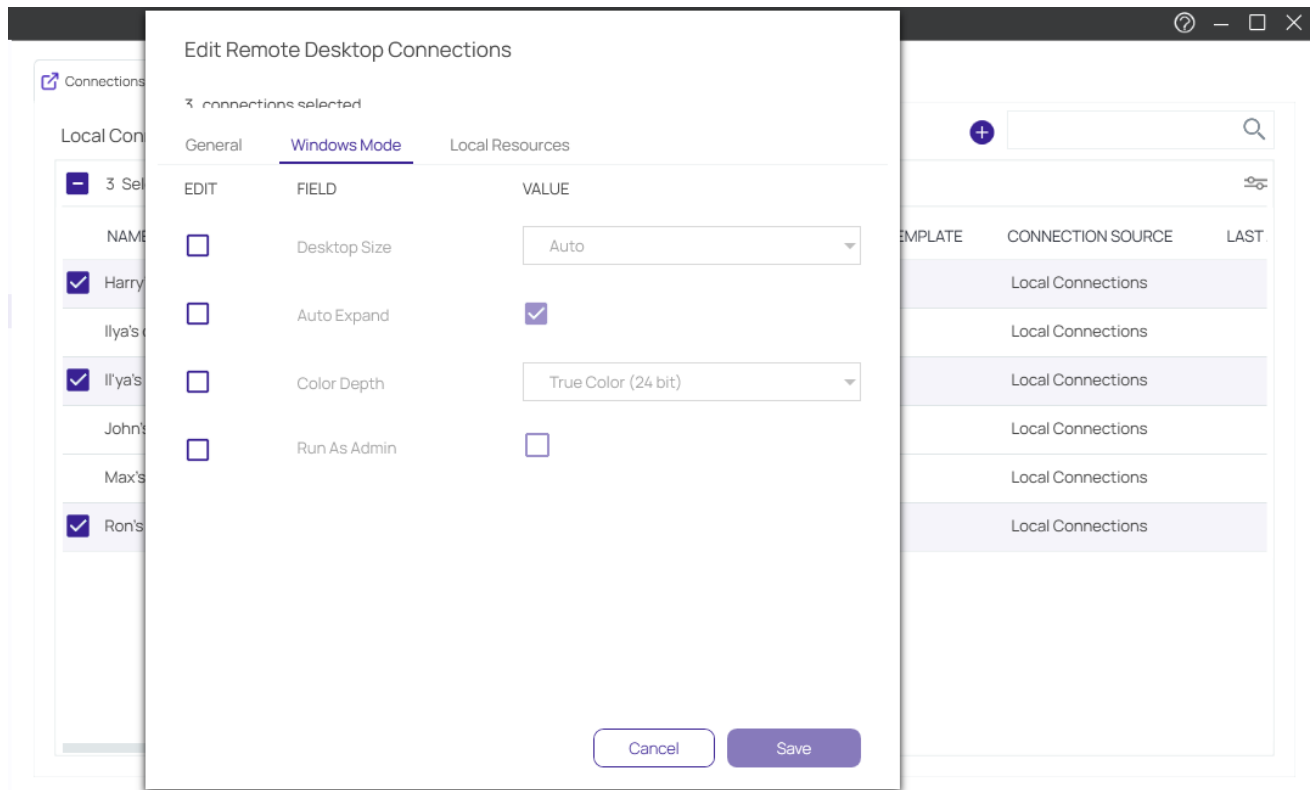 Edit Remote Desktop Connections
Connections
3 connections selected
Local Con
General Windows Mode Local Resources
3 Sel
EDIT FIELD VALUE
NAME EMPLATE CONNECTION SOURCE LAST
Desktop Size Auto
Harry' Local Connections
Auto Expand
Ilya's Local Connections
Il'ya's Local Connections
Color Depth True Color (24 bit)
John's Local Connections
Run As Admin
Max's Local Connections
Ron's Local Connections
Cancel Save